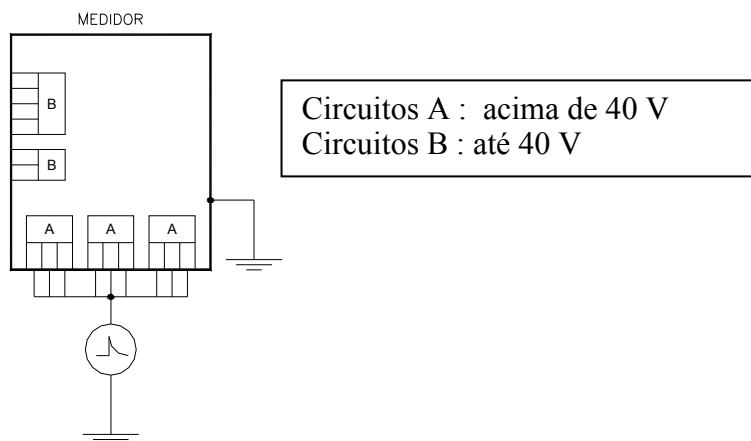 MEDIDOR
B
B
A A A
Circuitos A : acima de 40 V
Circuitos B : até 40 V